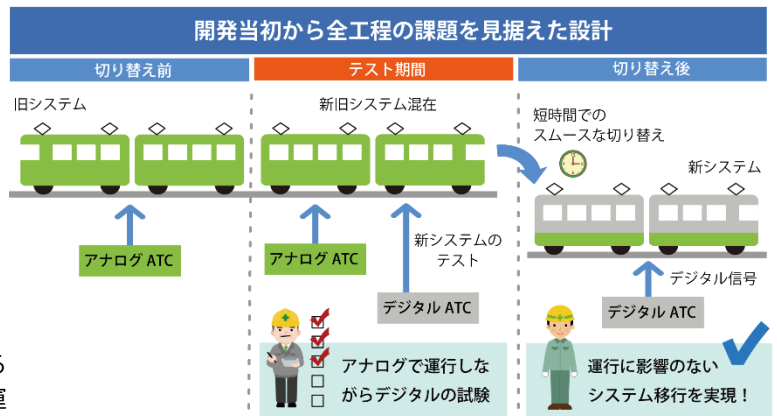 開発当初から全工程の課題を見据えた設計
切り替え前
テスト期間
切り替え後
旧システム
アナログ ATC
新旧システム混在
アナログ ATC
新システムの
テスト
デジタル ATC
アナログで運行しな
がらデジタルの試験
短時間での
スムースな切り替え
新システム
デジタル信号
デジタル ATC
運行に影響のない
システム移行を実現！
る
運